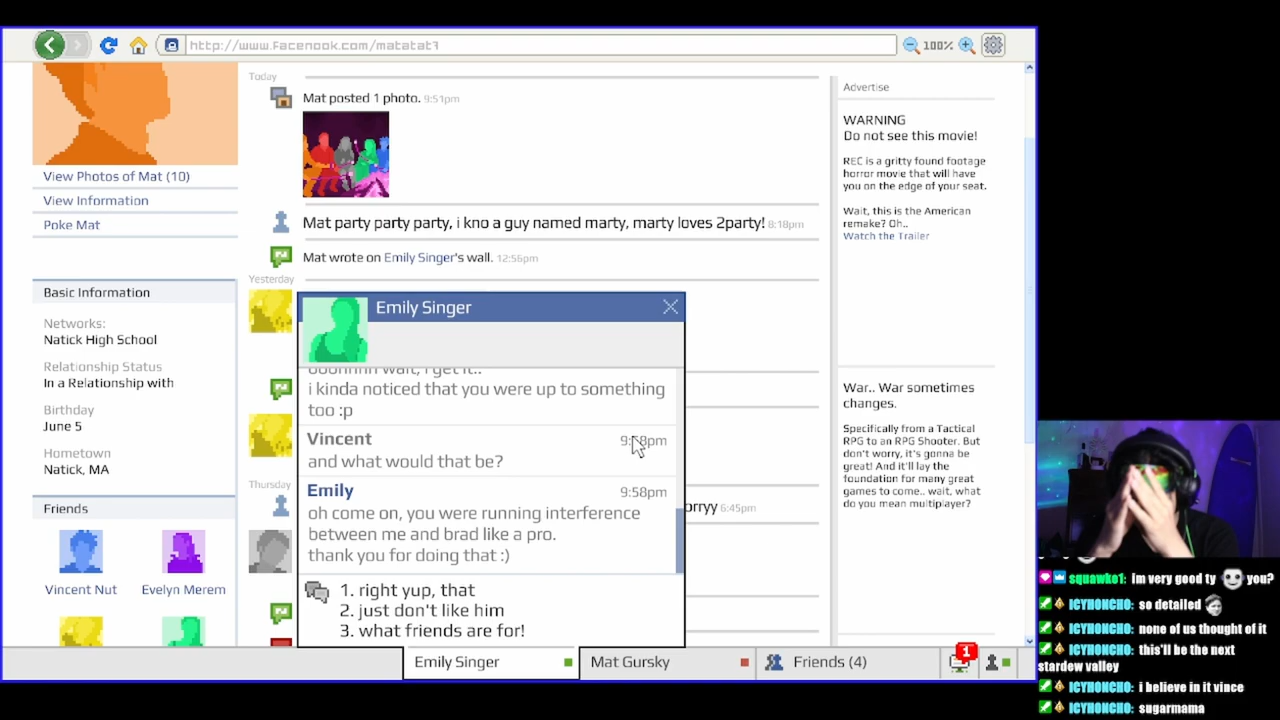 http://www.facenook.com/matatat7
100%
Today
Mat posted 1 photo. 9:51pm
View Photos of Mat (10)
View Information
Poke Mat
Mat party party party, i kno a guy named marty, marty loves 2party! 8:18pm
Mat wrote on Emily Singer's wall. 12:56pm
Yesterday
Basic Information
Networks:
Natick High School
Relationship Status
In a Relationship with
Birthday
June 5
Hometown
Natick, MA
Friends
Vincent Nut
Evelyn Merem
Thursday
orryy 6:45pm
Emily Singer
ooohhhh wait, i get it..
i kinda noticed that you were up to something
too :p
Vincent
and what would that be?
Emily 9:58pm
oh come on, you were running interference
between me and brad like a pro.
thank you for doing that :)
1. right yup, that
2. just don't like him
3. what friends are for!
Emily Singer
Mat Gursky
Friends (4)
1
Advertise
WARNING
Do not see this movie!
REC is a gritty found footage
horror movie that will have
you on the edge of your seat.
Wait, this is the American
remake? Oh..
Watch the Trailer
War.. War sometimes
changes.
Specifically from a Tactical
RPG to an RPG Shooter. But
don't worry, it's gonna be
great! And it'll lay the
foundation for many great
games to come.. wait, what
do you mean multiplayer?
squawko1: im very good ty you?
ICYHONCHO: so detailed
ICYHONCHO: none of us thought of it
ICYHONCHO: this'll be the next
stardew valley
ICYHONCHO: i believe in it vince
ICYHONCHO: sugarmama